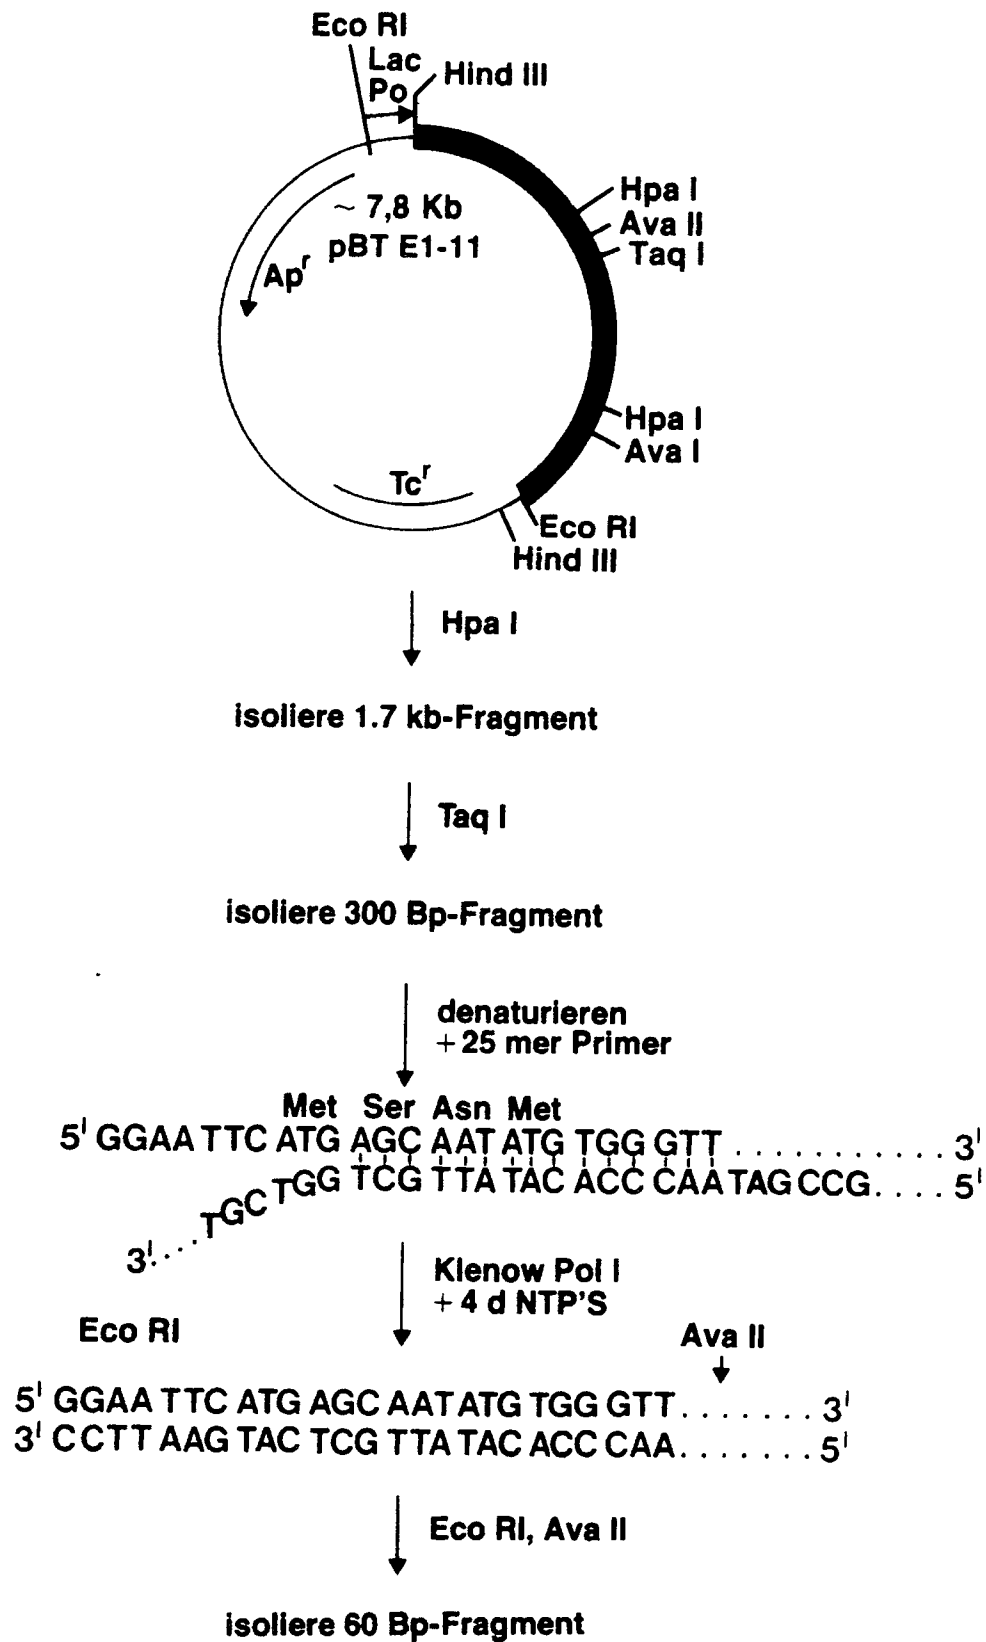 Eco RI
Lac
Po
Hind III
Hpa I
Ava II
Taq I
~ 7,8 Kb
pBT E1-11
Apʳ
Hpa I
Ava I
Tcʳ
Eco RI
Hind III
Hpa I
isoliere 1.7 kb-Fragment
Taq I
isoliere 300 Bp-Fragment
denaturieren
+25 mer Primer
Met Ser Asn Met
5' GGAA TTC ATG AGC AAT ATG TGG GTT ........... 3'
3'.... TGC TGG TCG TTA TAC ACC CAA TAG CCG .... 5'
Klenow Pol I
+ 4 d NTP'S
Eco RI
Ava II
5' GGAA TTC ATG AGC AAT ATG TGG GTT ....... 3'
3' CCTT AAG TAC TCG TTA TAC ACC CAA ....... 5'
Eco RI, Ava II
isoliere 60 Bp-Fragment